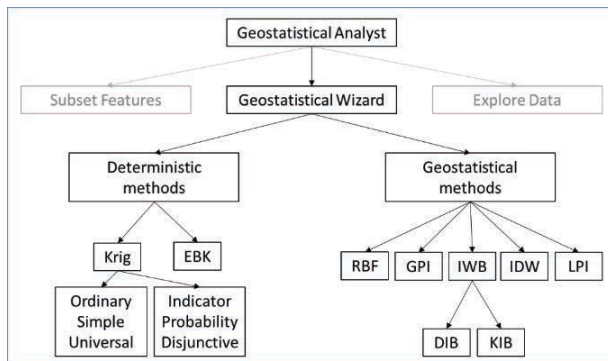 Geostatistical Analyst
Subset Features
Geostatistical Wizard
Explore Data
Deterministic
methods
Geostatistical
methods
Krig
EBK
RBF
GPI
IWB
IDW
LPI
Ordinary
Simple
Universal
Indicator
Probability
Disjunctive
DIB
KIB